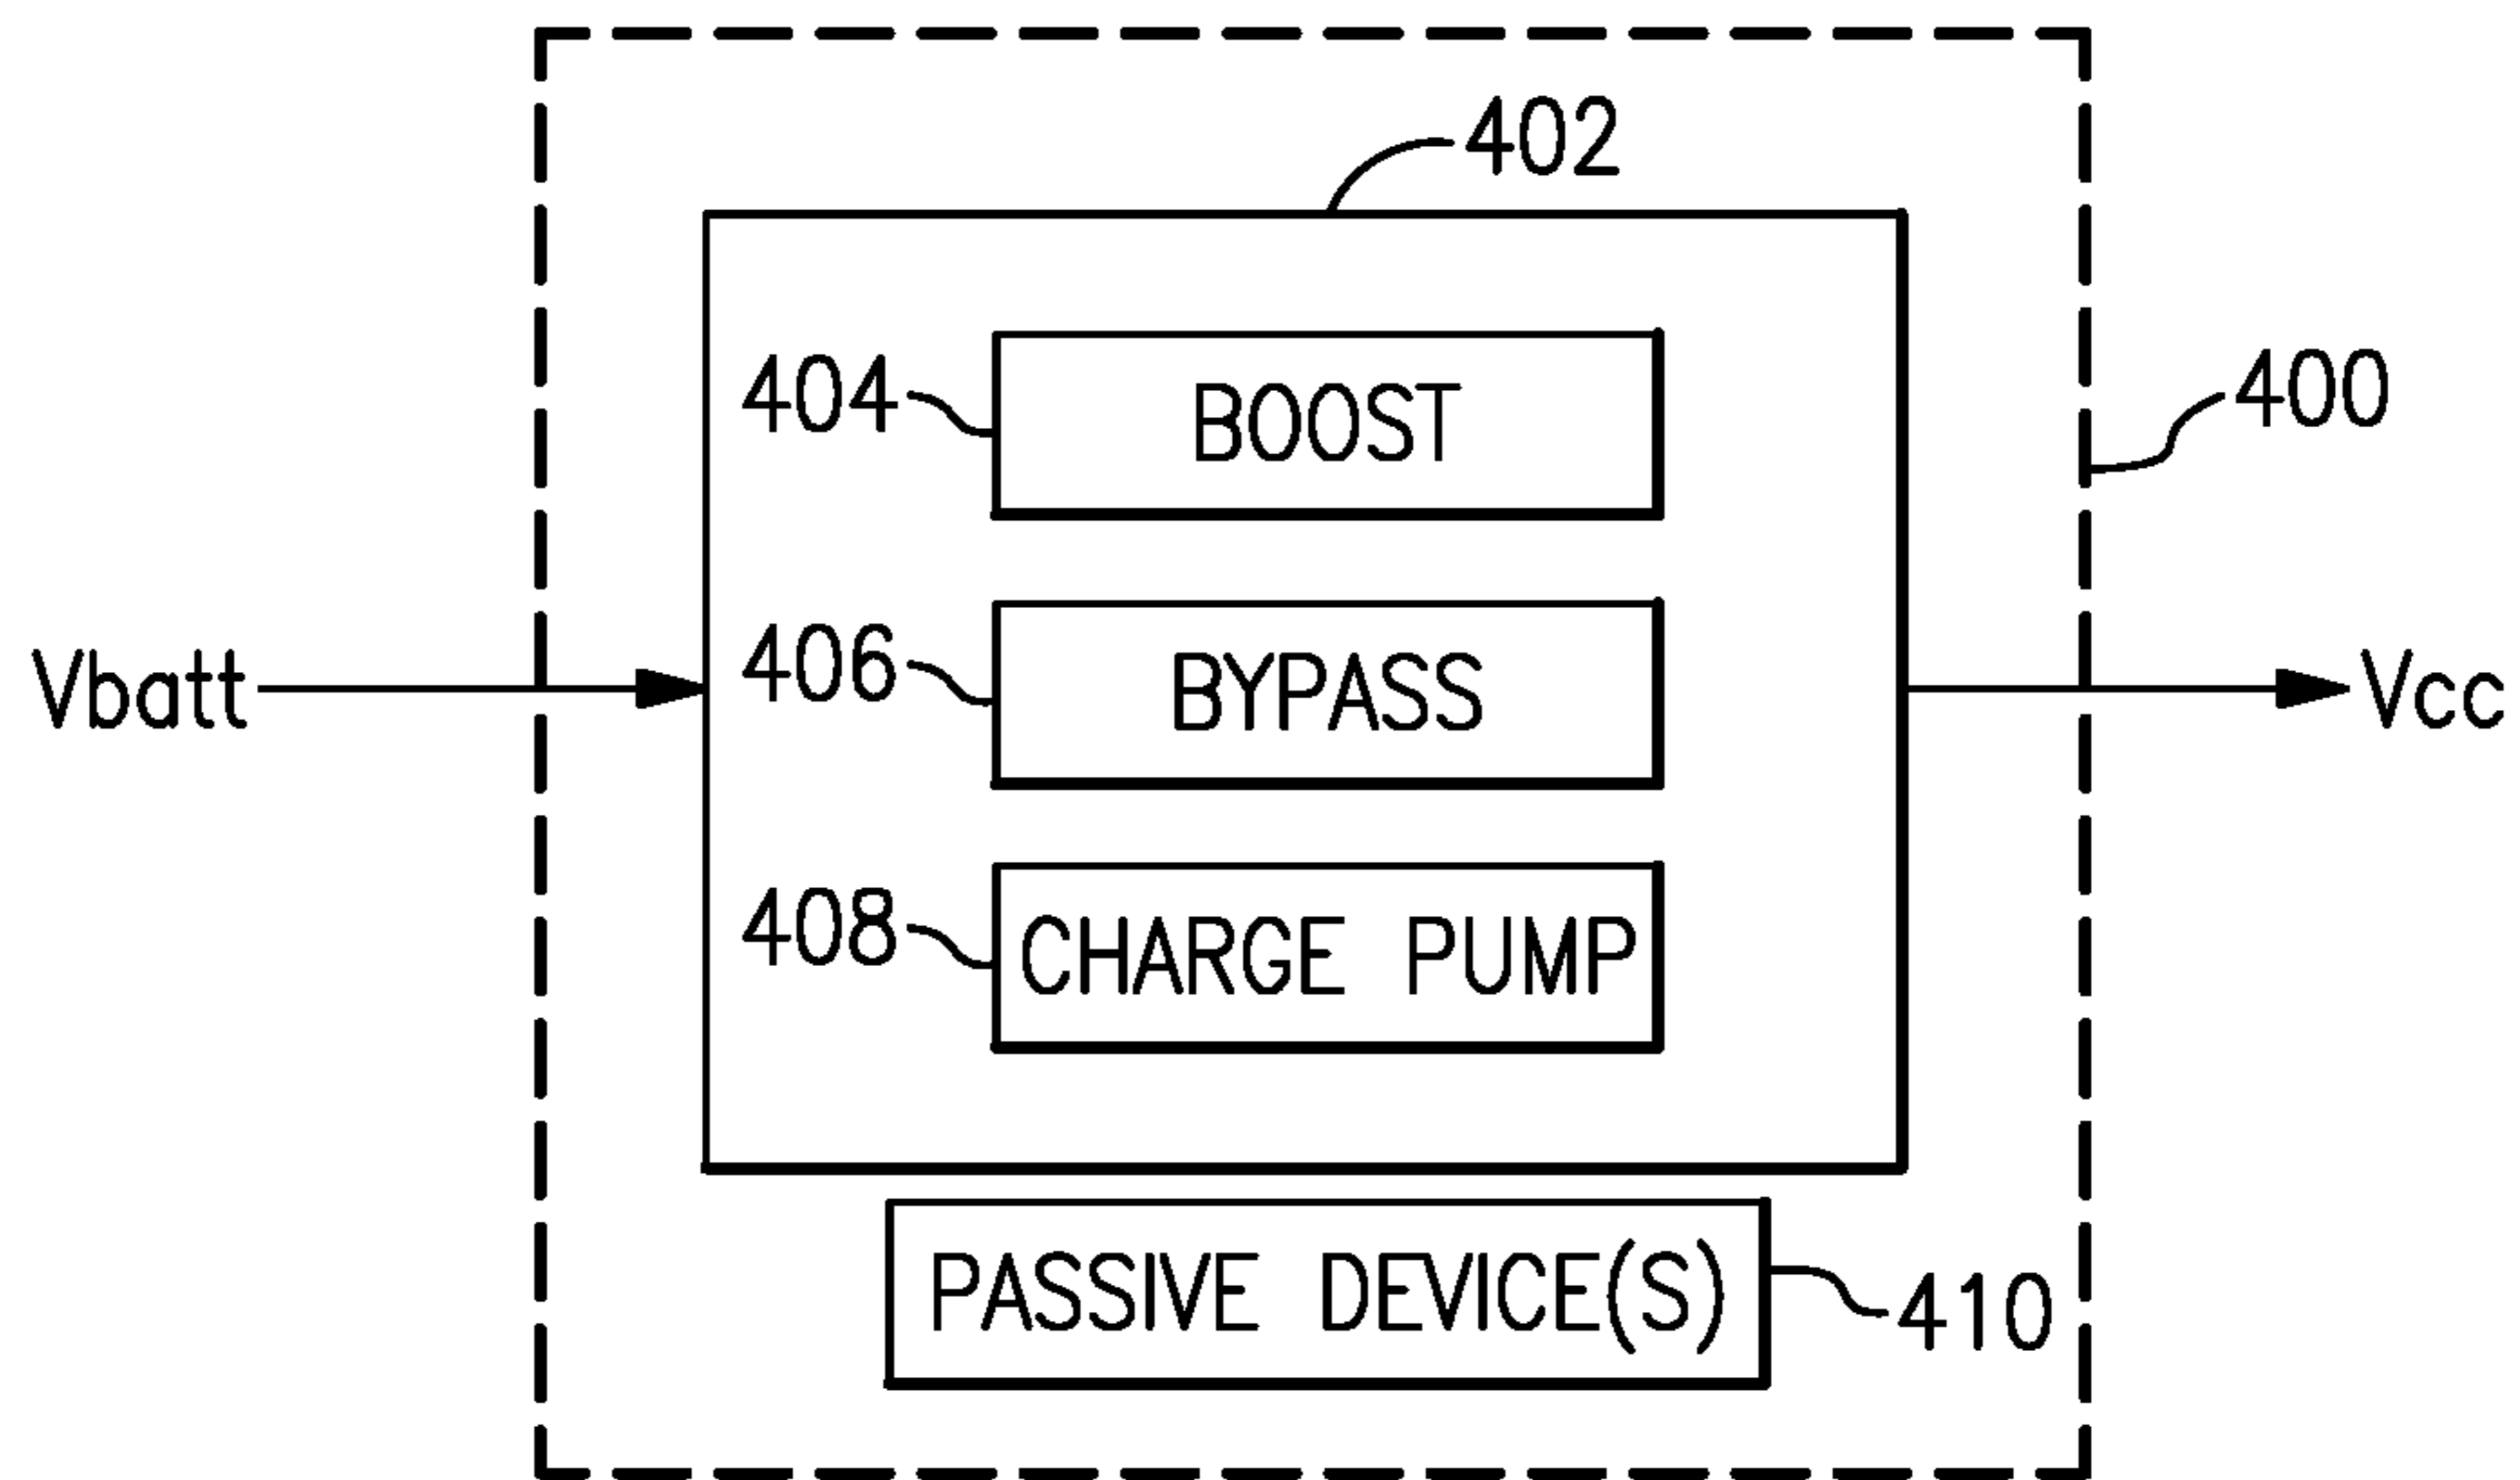 402
404
BOOST
400
406
BYPASS
Vbatt
Vcc
408
CHARGE PUMP
PASSIVE DEVICE(S)
410